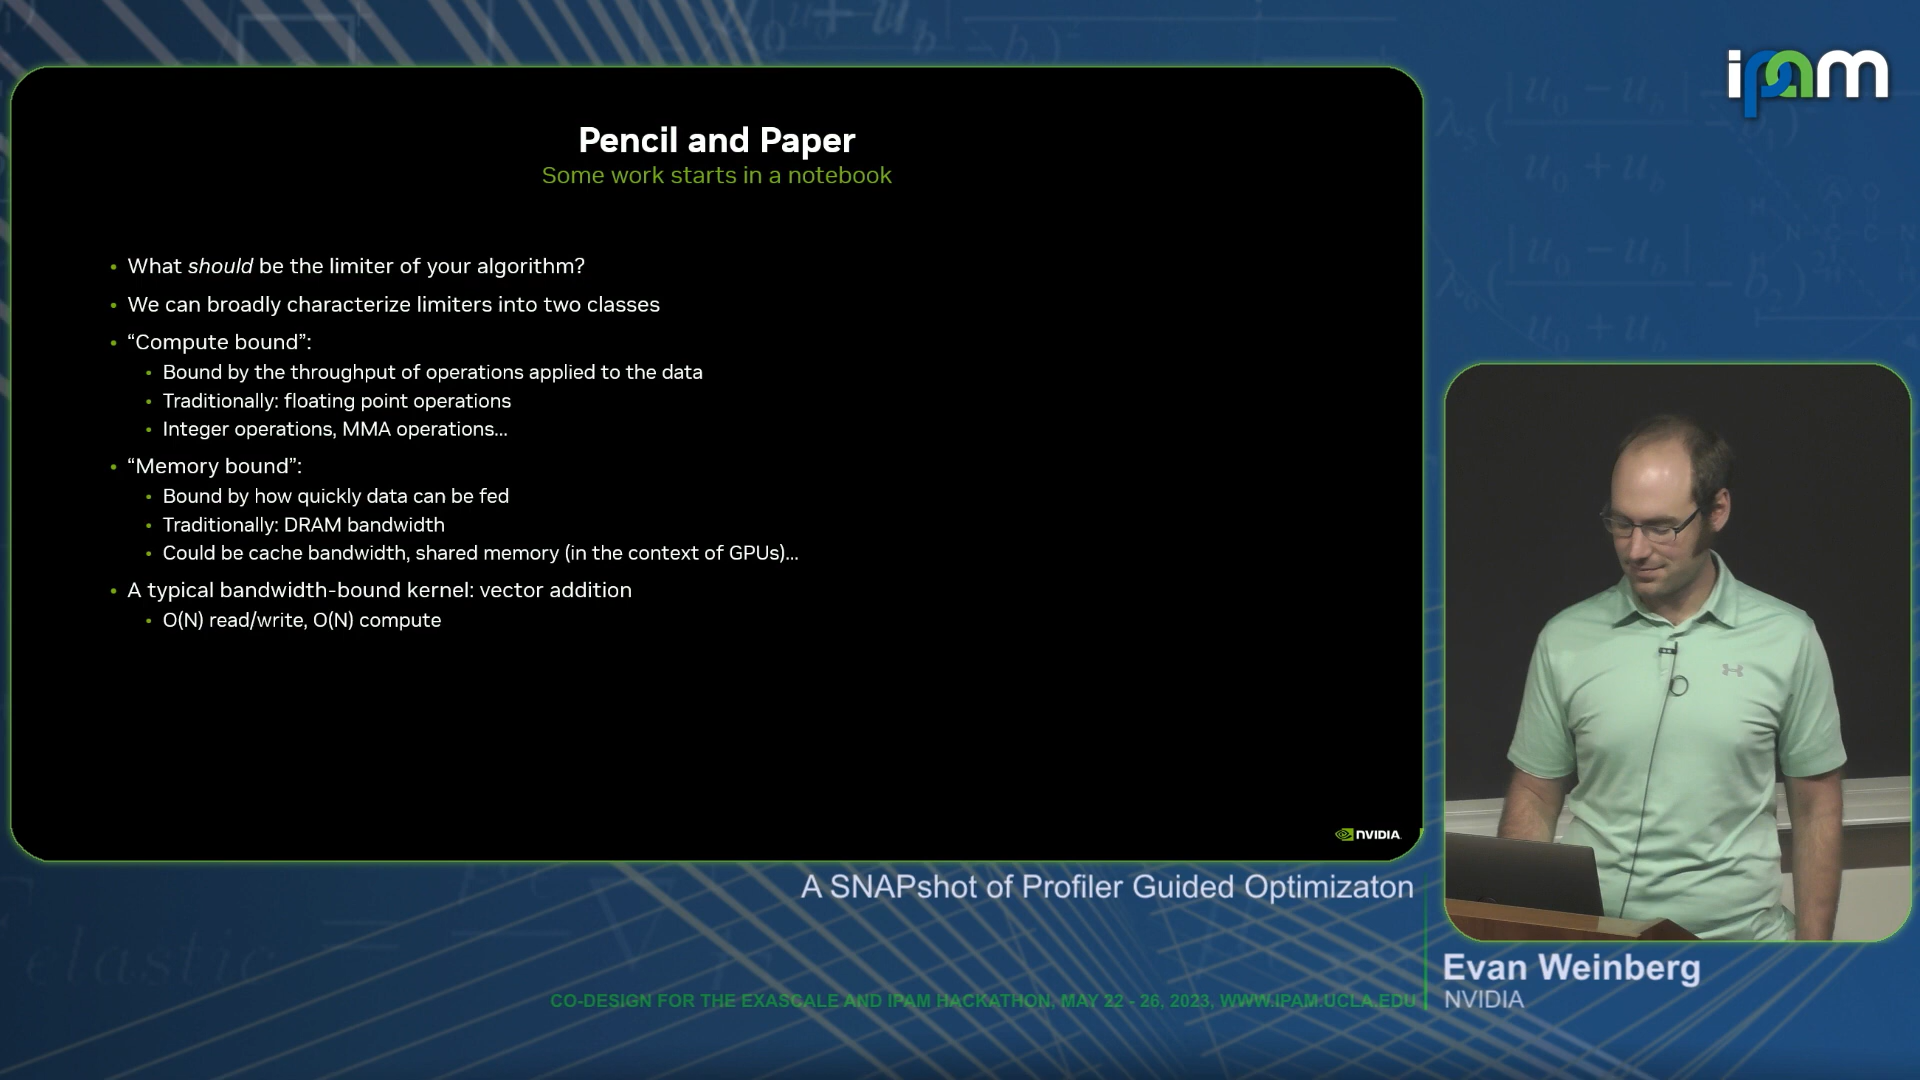 ipam
Pencil and Paper
Some work starts in a notebook
• What should be the limiter of your algorithm?
• We can broadly characterize limiters into two classes
• “Compute bound”:
• Bound by the throughput of operations applied to the data
• Traditionally: floating point operations
• Integer operations, MMA operations...
• “Memory bound”:
• Bound by how quickly data can be fed
• Traditionally: DRAM bandwidth
• Could be cache bandwidth, shared memory (in the context of GPUs)...
• A typical bandwidth-bound kernel: vector addition
• O(N) read/write, O(N) compute
NVIDIA
A SNAPshot of Profiler Guided Optimizaton
Evan Weinberg
NVIDIA
CO-DESIGN FOR THE EXASCALE AND IPAM HACKATHON, MAY 22 - 26, 2023, WWW.IPAM.UCLA.EDU
elastic